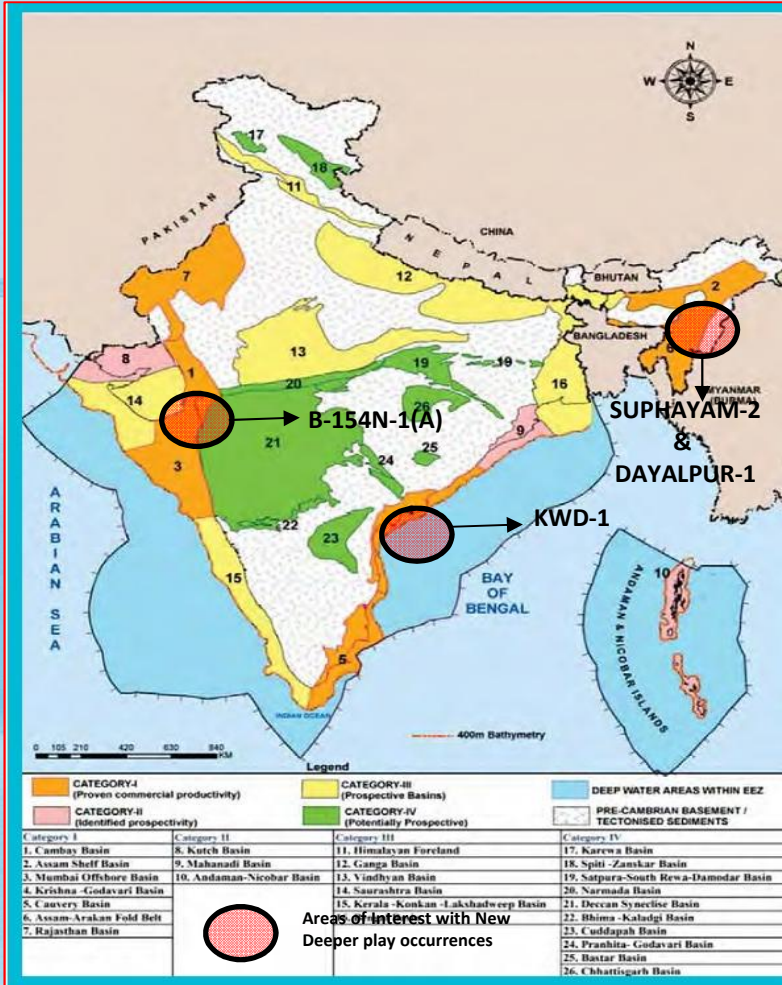 N
W E
S
17
18
11
PAKISTAN
CHINA
NEPAL
7
12
BHUTAN
2
BANGLADESH
8
1
13
19
19
6
MYANMAR
(BURMA)
14
20
26
16
B-154N-1(A)
SUPHAYAM-2
&
DAYALPUR-1
21
9
25
3
24
KWD-1
22
23
10
ARABIAN SEA
15
BAY
OF
BENGAL
ANDAMAN & NICOBAR ISLANDS
5
INDIAN OCEAN
400m Bathymetry
0 105 210 420 630 840
KM
Legend
CATEGORY-I
(Proven commercial productivity)
CATEGORY-III
(Prospective Basins)
DEEP WATER AREAS WITHIN EEZ
CATEGORY-II
(Identified prospectivity)
CATEGORY-IV
(Potentially Prospective)
PRE-CAMBRIAN BASEMENT /
TECTONISED SEDIMENTS
Category I
1. Cambay Basin
2. Assam Shelf Basin
3. Mumbai Offshore Basin
4. Krishna -Godavari Basin
5. Cauvery Basin
6. Assam-Arakan Fold Belt
7. Rajasthan Basin
Category II
8. Kutch Basin
9. Mahanadi Basin
10. Andaman-Nicobar Basin
Category III
11. Himalayan Foreland
12. Ganga Basin
13. Vindhyan Basin
14. Saurashtra Basin
15. Kerala -Konkan -Lakshadweep Basin
Category IV
17. Karewa Basin
18. Spiti -Zanskar Basin
19. Satpura-South Rewa-Damodar Basin
20. Narmada Basin
21. Deccan Syneclise Basin
22. Bhima -Kaladgi Basin
23. Cuddapah Basin
24. Pranhita- Godavari Basin
25. Bastar Basin
26. Chhattisgarh Basin
Areas of Interest with New
Deeper play occurrences